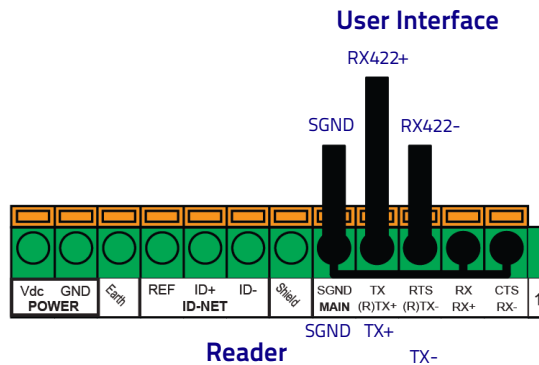 User Interface
RX422+
SGND
RX422-
Vdc GND Earth REF ID+ ID- Shield SGND TX RTS RX CTS
POWER ID-NET MAIN (R)TX+ (R)TX- RX+ RX-
1
SGND TX+
Reader
TX-